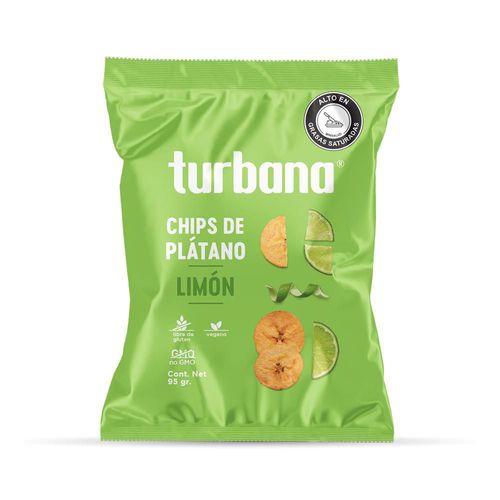 ALTO EN
GRASAS SATURADAS
MINSALUD
turbana®
CHIPS DE
PLÁTANO
LIMÓN
libre de
gluten
vegano
GMO
no GMO
Cont. Net
95 gr.